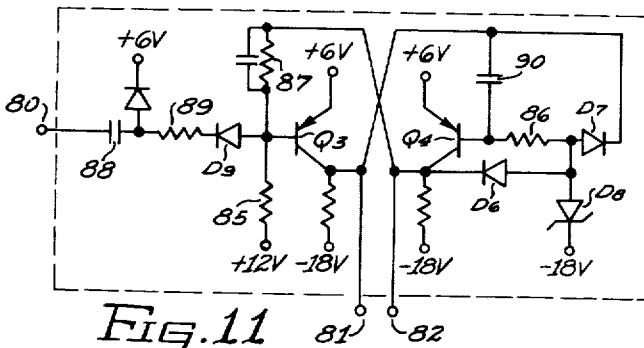 +6V
87
+6V
+6V
90
80
88
89
D9
Q3
Q4
86
D7
85
D6
D8
+12V
-18V
-18V
-18V
FIG. 11
81
82